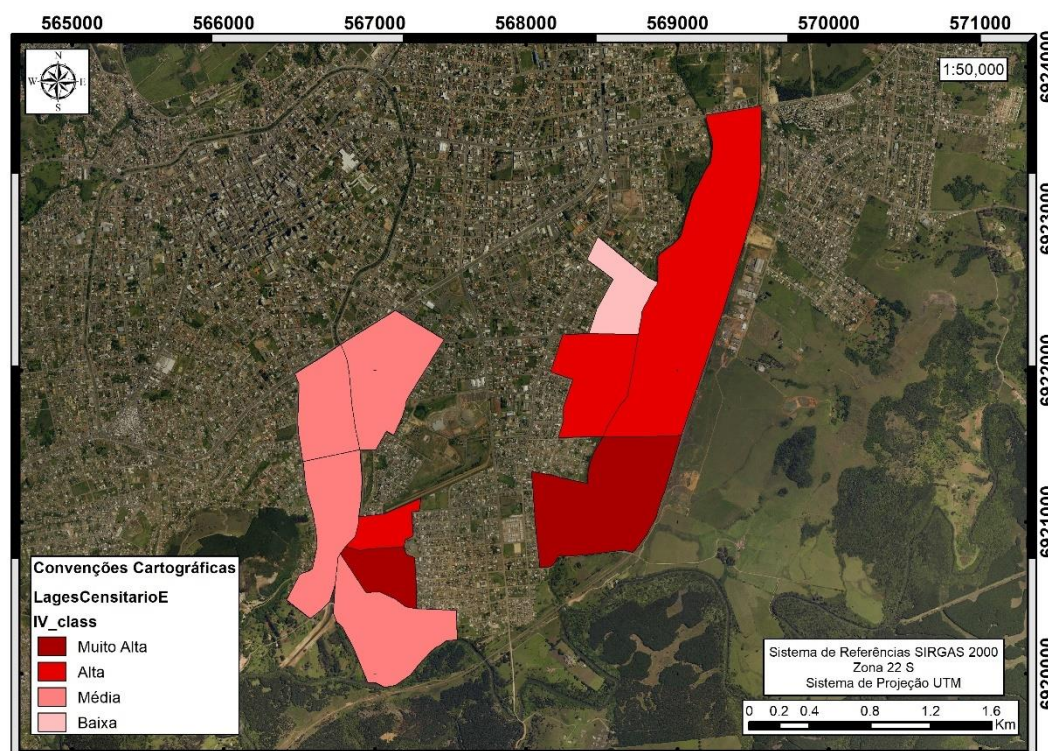 565000 566000 567000 568000 569000 570000 571000
N
W E
S
1:50,000
6924000
6923000
6922000
6921000
6920000
Convenções Cartográficas
LagesCensitarioE
IV_class
Muito Alta
Alta
Média
Baixa
Sistema de Referências SIRGAS 2000
Zona 22 S
Sistema de Projeção UTM
0 0.2 0.4 0.8 1.2 1.6
Km